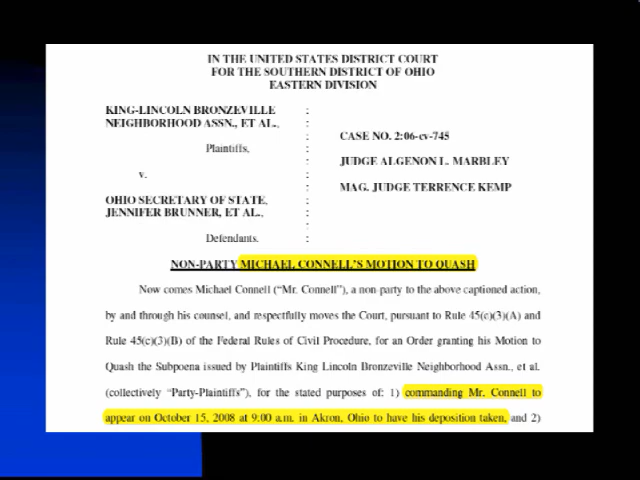 IN THE UNITED STATES DISTRICT COURT
FOR THE SOUTHERN DISTRICT OF OHIO
EASTERN DIVISION
KING-LINCOLN BRONZEVILLE :
NEIGHBORHOOD ASSN., ET AL., :
: CASE NO. 2:06-cv-745
Plaintiffs, :
: JUDGE ALGENON L. MARBLEY
v. :
: MAG. JUDGE TERRENCE KEMP
OHIO SECRETARY OF STATE, :
JENNIFER BRUNNER, ET AL., :
:
Defendants. :
NON-PARTY MICHAEL CONNELL'S MOTION TO QUASH
Now comes Michael Connell ("Mr. Connell"), a non-party to the above captioned action,
by and through his counsel, and respectfully moves the Court, pursuant to Rule 45(c)(3)(A) and
Rule 45(c)(3)(B) of the Federal Rules of Civil Procedure, for an Order granting his Motion to
Quash the Subpoena issued by Plaintiffs King Lincoln Bronzeville Neighborhood Assn., et al.
(collectively "Party-Plaintiffs"), for the stated purposes of: 1) commanding Mr. Connell to
appear on October 15, 2008 at 9:00 a.m. in Akron, Ohio to have his deposition taken, and 2)